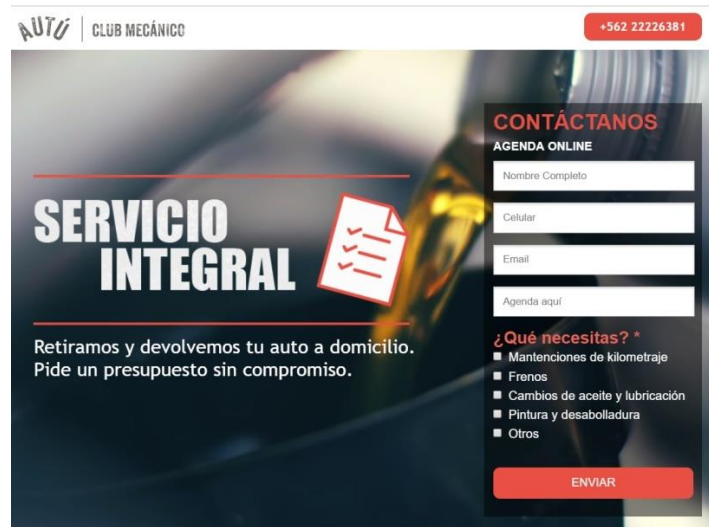 AUTÚ
CLUB MECÁNICO
+562 22226381
SERVICIO
INTEGRAL
Retiramos y devolvemos tu auto a domicilio.
Pide un presupuesto sin compromiso.
CONTÁCTANOS
AGENDA ONLINE
Nombre Completo
Celular
Email
Agenda aquí
¿Qué necesitas? *
Mantenciones de kilometraje
Frenos
Cambios de aceite y lubricación
Pintura y desabolladura
Otros
ENVIAR